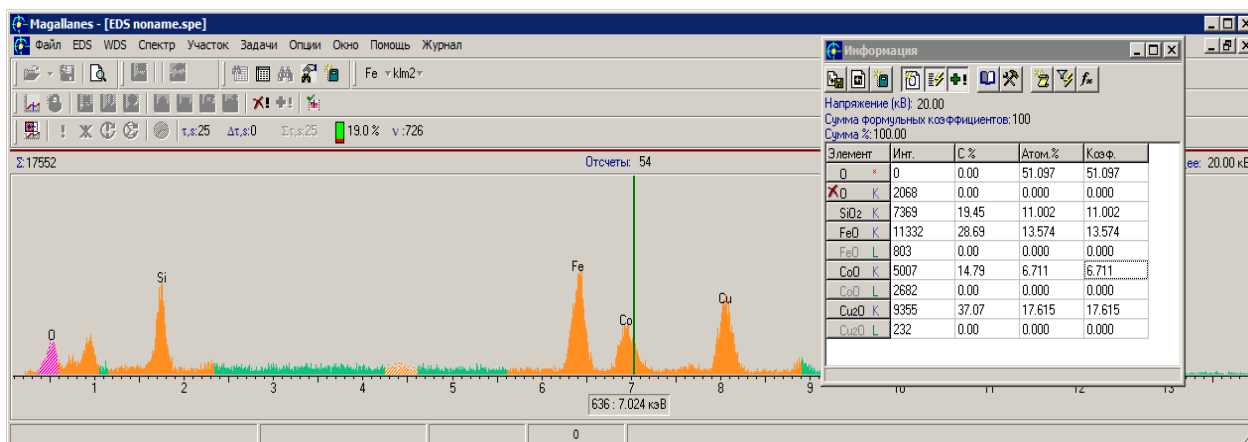 Magallanes - [EDS noname.spe]
Файл EDS WDS Спектр Участок Задачи Опции Окно Помощь Журнал
Fe klm2
τ,s:25 Δτ,s:0 Στ,s:25 19.0 % ν :726
Σ:17552 Отсчеты: 54 ее: 20.00 кВ
Si
Fe
Co
Cu
O
1 2 3 4 5 6 7 8 9 10 11 12 13
636 : 7.024 кэВ
0
Информация
Напряжение (кВ): 20.00
Сумма формульных коэффициентов:100
Сумма %:100.00
Элемент Инт. С % Атом.% Коэф.
O * 0 0.00 51.097 51.097
O K 2068 0.00 0.000 0.000
SiO2 K 7369 19.45 11.002 11.002
FeO K 11332 28.69 13.574 13.574
FeO L 803 0.00 0.000 0.000
CoO K 5007 14.79 6.711 6.711
CoO L 2682 0.00 0.000 0.000
Cu2O K 9355 37.07 17.615 17.615
Cu2O L 232 0.00 0.000 0.000